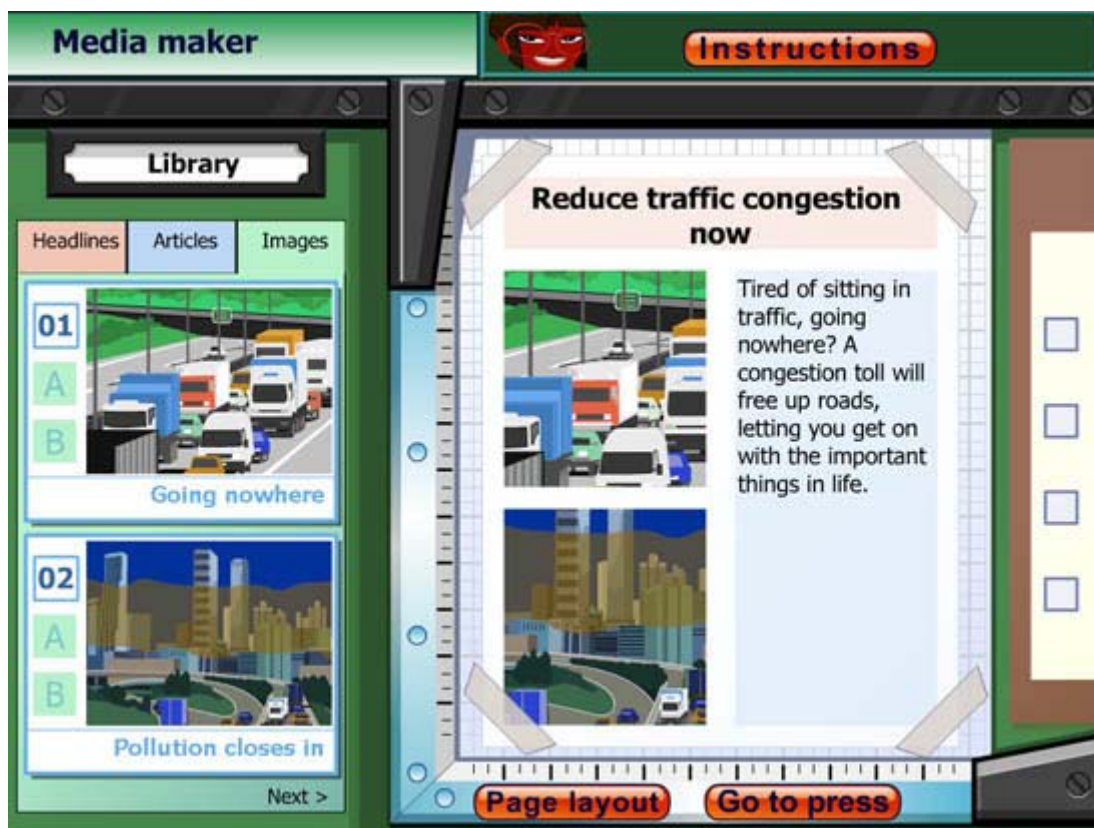 Media maker
Instructions
Library
Headlines
Articles
Images
01
A
B
Going nowhere
02
A
B
Pollution closes in
Next >
Reduce traffic congestion
now
Tired of sitting in
traffic, going
nowhere? A
congestion toll will
free up roads,
letting you get on
with the important
things in life.
Page layout
Go to press